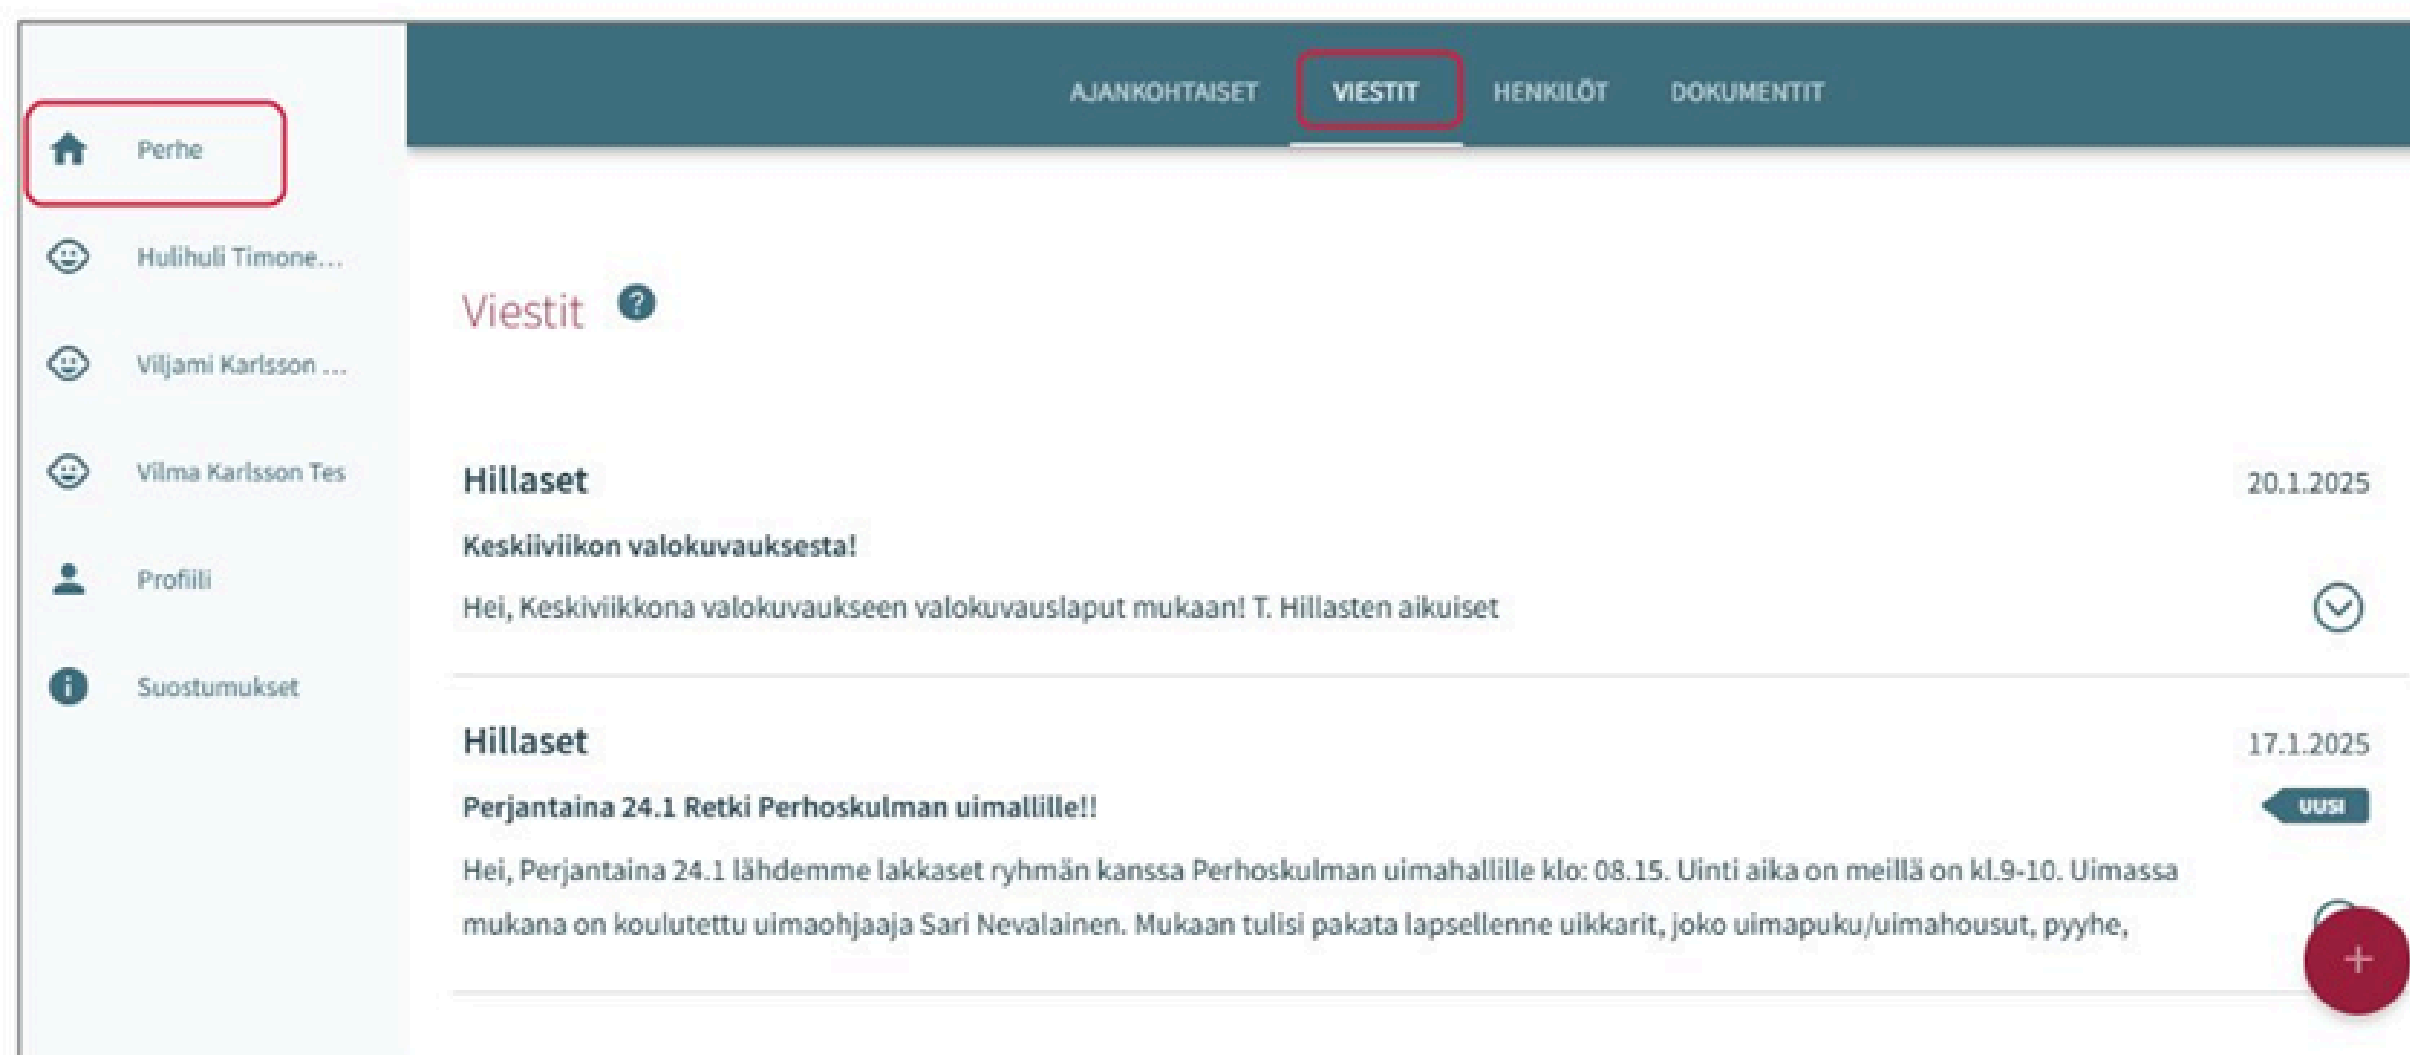 AJANKOHTAISET VIESTIT HENKILÖT DOKUMENTIT
Perhe
Hulihuli Timone...
Viljami Karlsson ...
Vilma Karlsson Tes
Profiili
Suostumukset
Viestit ?
Hillaset 20.1.2025
Keskiiviikon valokuvauksesta!
Hei, Keskiviikkona valokuvaukseen valokuvauslaput mukaan! T. Hillasten aikuiset
Hillaset 17.1.2025
Perjantaina 24.1 Retki Perhoskulman uimallille!! UUSI
Hei, Perjantaina 24.1 lähdemme lakkaset ryhmän kanssa Perhoskulman uimahallille klo: 08.15. Uinti aika on meillä on kl.9-10. Uimassa
mukana on koulutettu uimaohjaaja Sari Nevalainen. Mukaan tulisi pakata lapsellenne uikkarit, joko uimapuku/uimahousut, pyyhe,
+